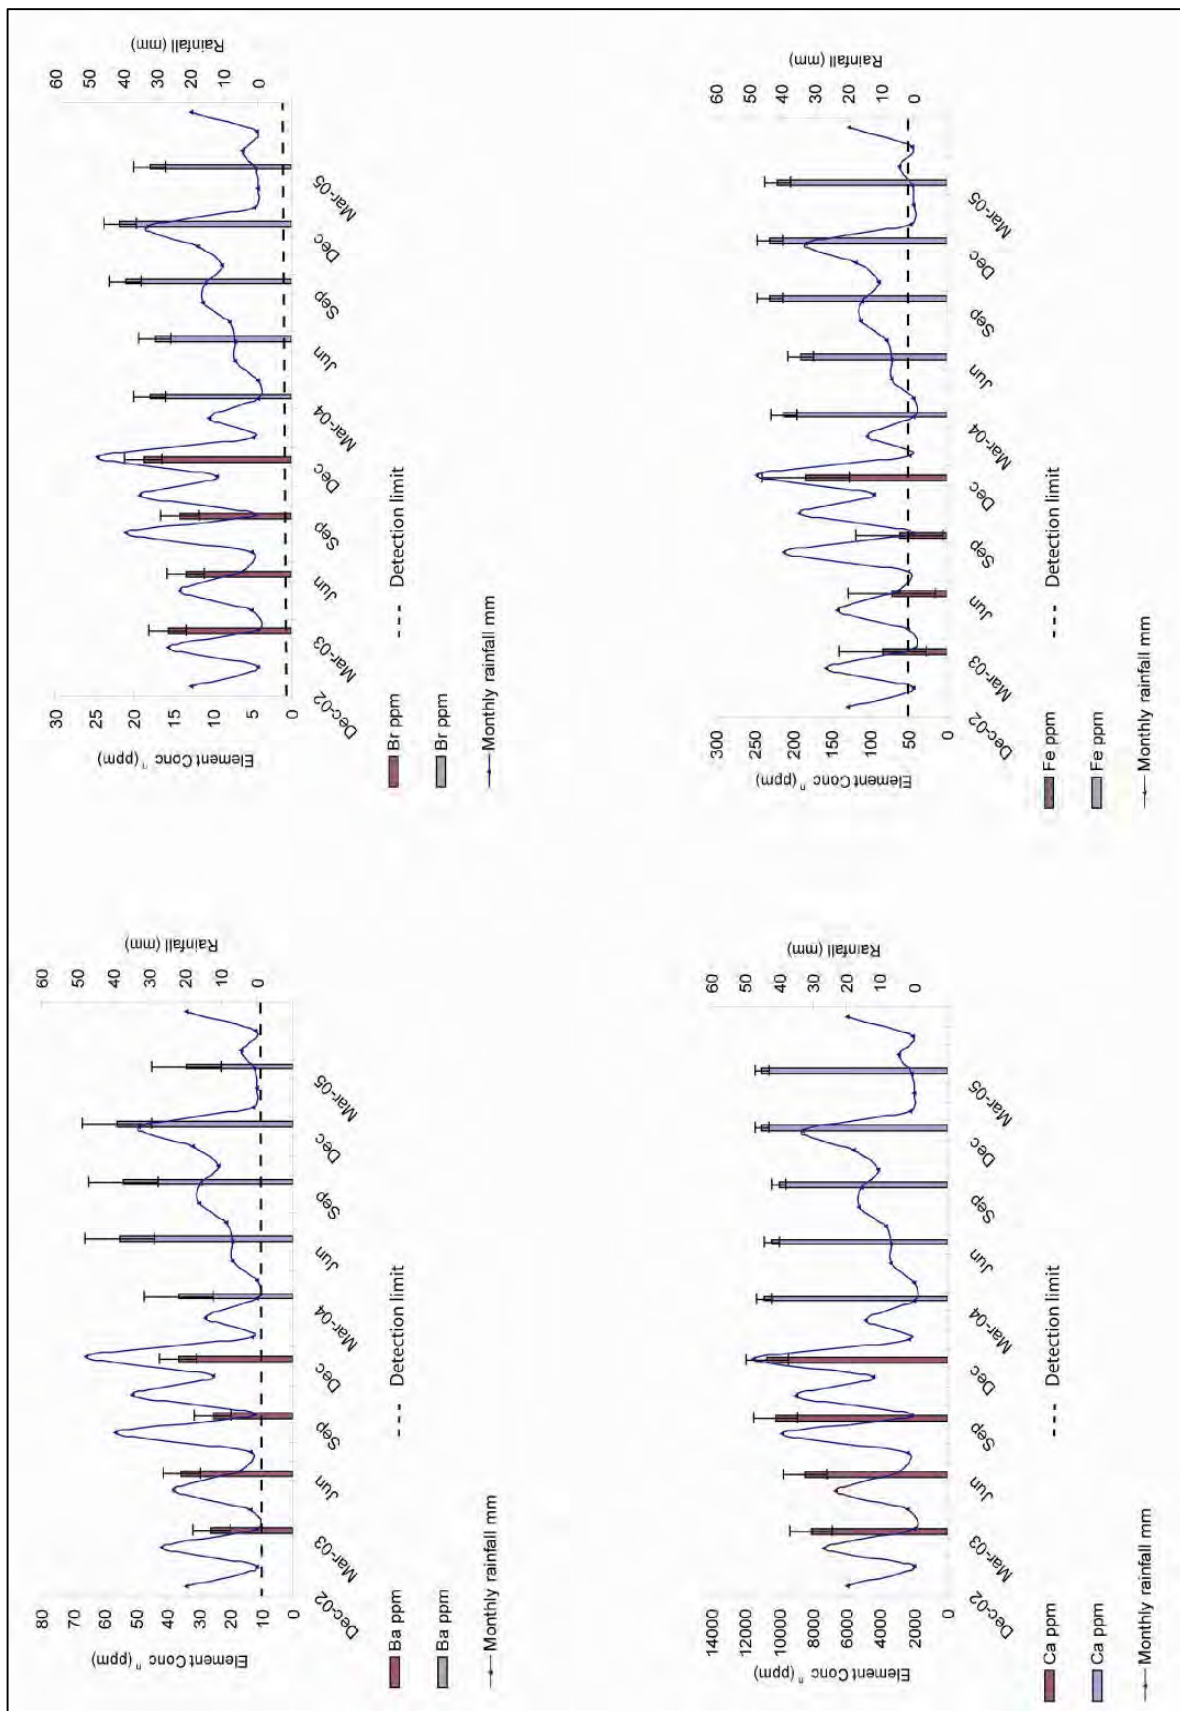 Element Conc ⁿ (ppm)
80
70
60
50
40
30
20
10
0
60
50
40
30
20
10
0
Rainfall (mm)
Dec-02
Mar-03
Jun
Sep
Dec
Mar-04
Jun
Sep
Dec
Mar-05
Ba ppm
Ba ppm
Monthly rainfall mm
Detection limit
Element Conc ⁿ (ppm)
30
25
20
15
10
5
0
60
50
40
30
20
10
0
Rainfall (mm)
Dec-02
Mar-03
Jun
Sep
Dec
Mar-04
Jun
Sep
Dec
Mar-05
Br ppm
Br ppm
Monthly rainfall mm
Detection limit
Element Conc ⁿ (ppm)
14000
12000
10000
8000
6000
4000
2000
0
60
50
40
30
20
10
0
Rainfall (mm)
Dec-02
Mar-03
Jun
Sep
Dec
Mar-04
Jun
Sep
Dec
Mar-05
Ca ppm
Ca ppm
Monthly rainfall mm
Detection limit
Element Conc ⁿ (ppm)
300
250
200
150
100
50
0
60
50
40
30
20
10
0
Rainfall (mm)
Dec-02
Mar-03
Jun
Sep
Dec
Mar-04
Jun
Sep
Dec
Mar-05
Fe ppm
Fe ppm
Monthly rainfall mm
Detection limit